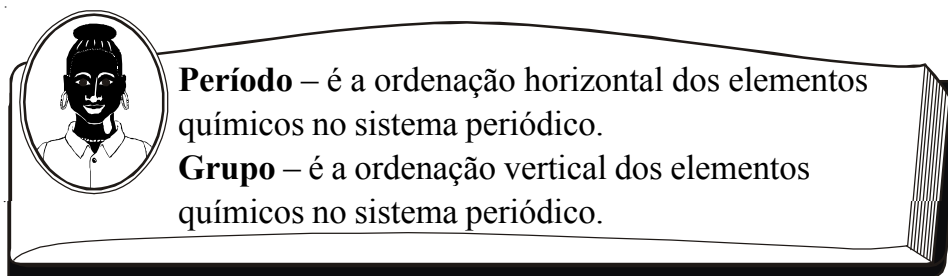 Período – é a ordenação horizontal dos elementos
químicos no sistema periódico.
Grupo – é a ordenação vertical dos elementos
químicos no sistema periódico.